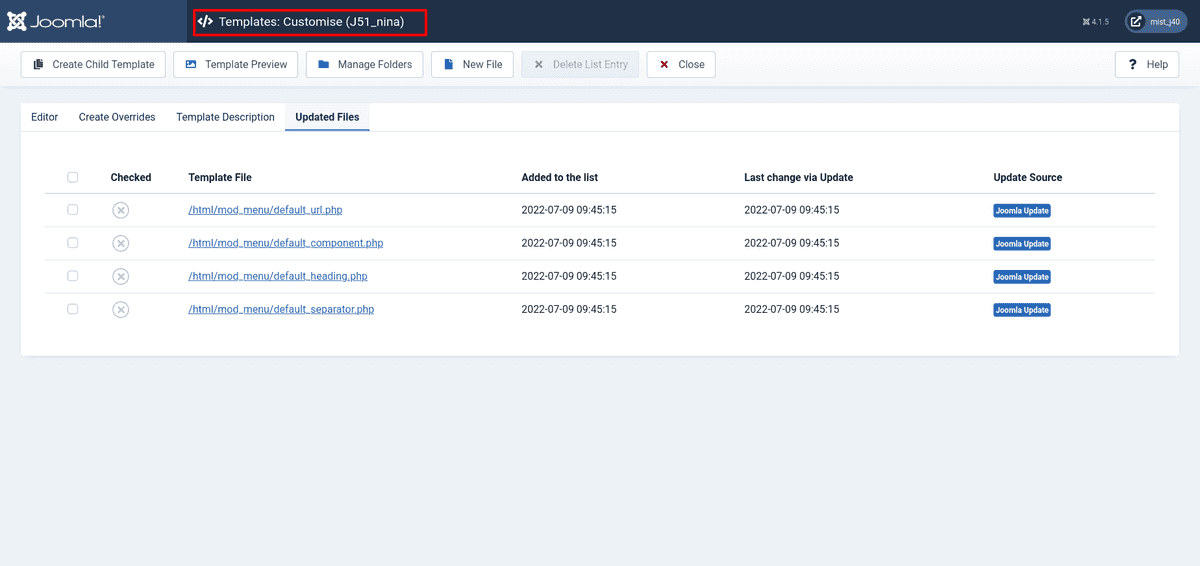 Joomla!® Templates: Customise (J51_nina) 4.1.5 mist_j40
Create Child Template Template Preview Manage Folders New File Delete List Entry Close Help
Editor Create Overrides Template Description Updated Files
Checked Template File Added to the list Last change via Update Update Source
/html/mod_menu/default_url.php 2022-07-09 09:45:15 2022-07-09 09:45:15 Joomla Update
/html/mod_menu/default_component.php 2022-07-09 09:45:15 2022-07-09 09:45:15 Joomla Update
/html/mod_menu/default_heading.php 2022-07-09 09:45:15 2022-07-09 09:45:15 Joomla Update
/html/mod_menu/default_separator.php 2022-07-09 09:45:15 2022-07-09 09:45:15 Joomla Update